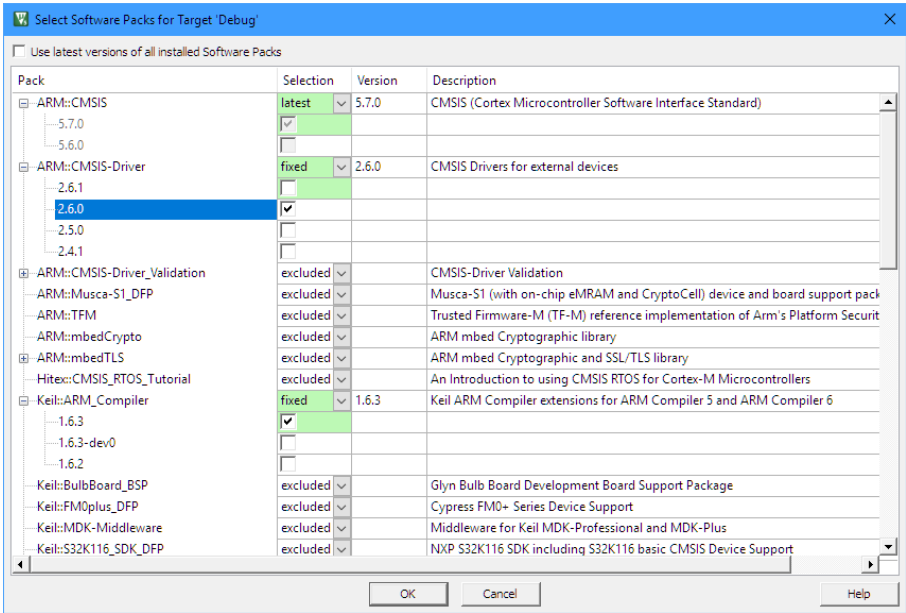 Select Software Packs for Target 'Debug'
Use latest versions of all installed Software Packs
Pack Selection Version Description
ARM::CMSIS latest 5.7.0 CMSIS (Cortex Microcontroller Software Interface Standard)
5.7.0
5.6.0
ARM::CMSIS-Driver fixed 2.6.0 CMSIS Drivers for external devices
2.6.1
2.6.0
2.5.0
2.4.1
ARM::CMSIS-Driver_Validation excluded CMSIS-Driver Validation
ARM::Musca-S1_DFP excluded Musca-S1 (with on-chip eMRAM and CryptoCell) device and board support pack
ARM::TFM excluded Trusted Firmware-M (TF-M) reference implementation of Arm's Platform Securit
ARM::mbedCrypto excluded ARM mbed Cryptographic library
ARM::mbedTLS excluded ARM mbed Cryptographic and SSL/TLS library
Hitex::CMSIS_RTOS_Tutorial excluded An Introduction to using CMSIS RTOS for Cortex-M Microcontrollers
Keil::ARM_Compiler fixed 1.6.3 Keil ARM Compiler extensions for ARM Compiler 5 and ARM Compiler 6
1.6.3
1.6.3-dev0
1.6.2
Keil::BulbBoard_BSP excluded Glyn Bulb Board Development Board Support Package
Keil::FM0plus_DFP excluded Cypress FM0+ Series Device Support
Keil::MDK-Middleware excluded Middleware for Keil MDK-Professional and MDK-Plus
Keil::S32K116_SDK_DFP excluded NXP S32K116 SDK including S32K116 basic CMSIS Device Support
OK Cancel Help